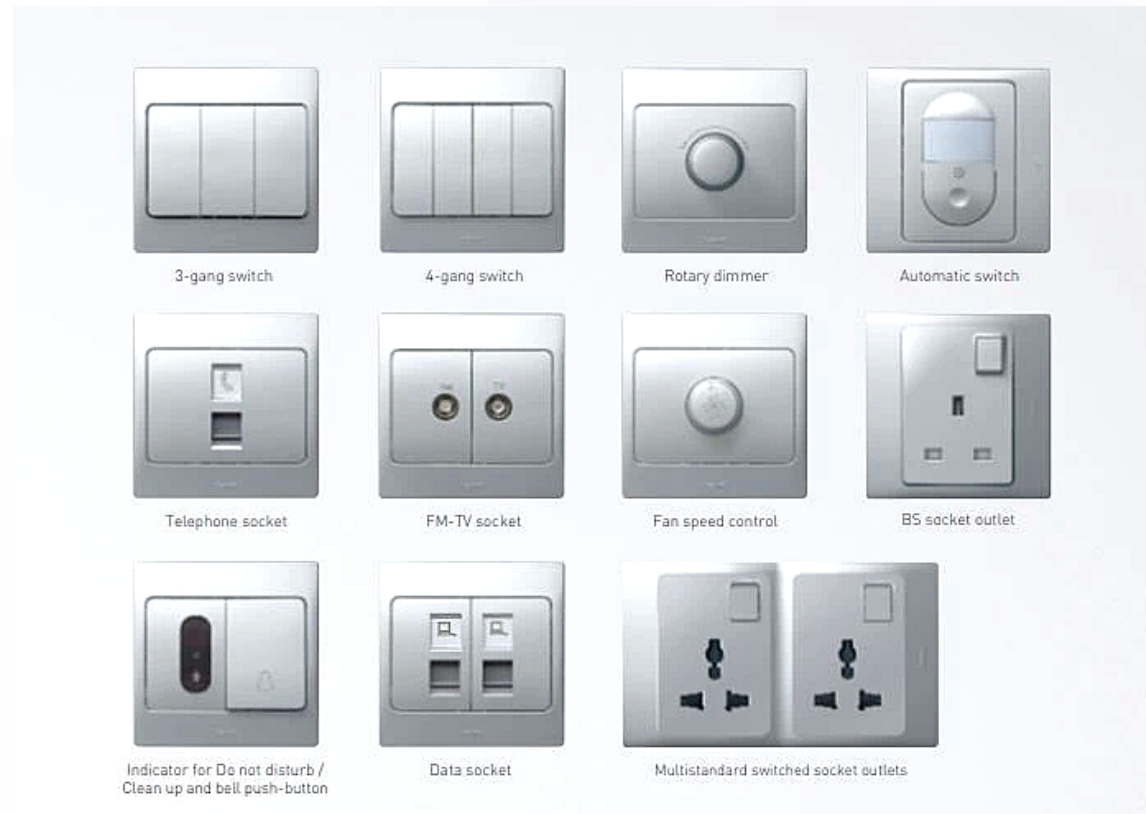 3-gang switch
4-gang switch
Rotary dimmer
Automatic switch
Telephone socket
FM-TV socket
Fan speed control
BS socket outlet
Indicator for Do not disturb /
Clean up and bell push-button
Data socket
Multistandard switched socket outlets